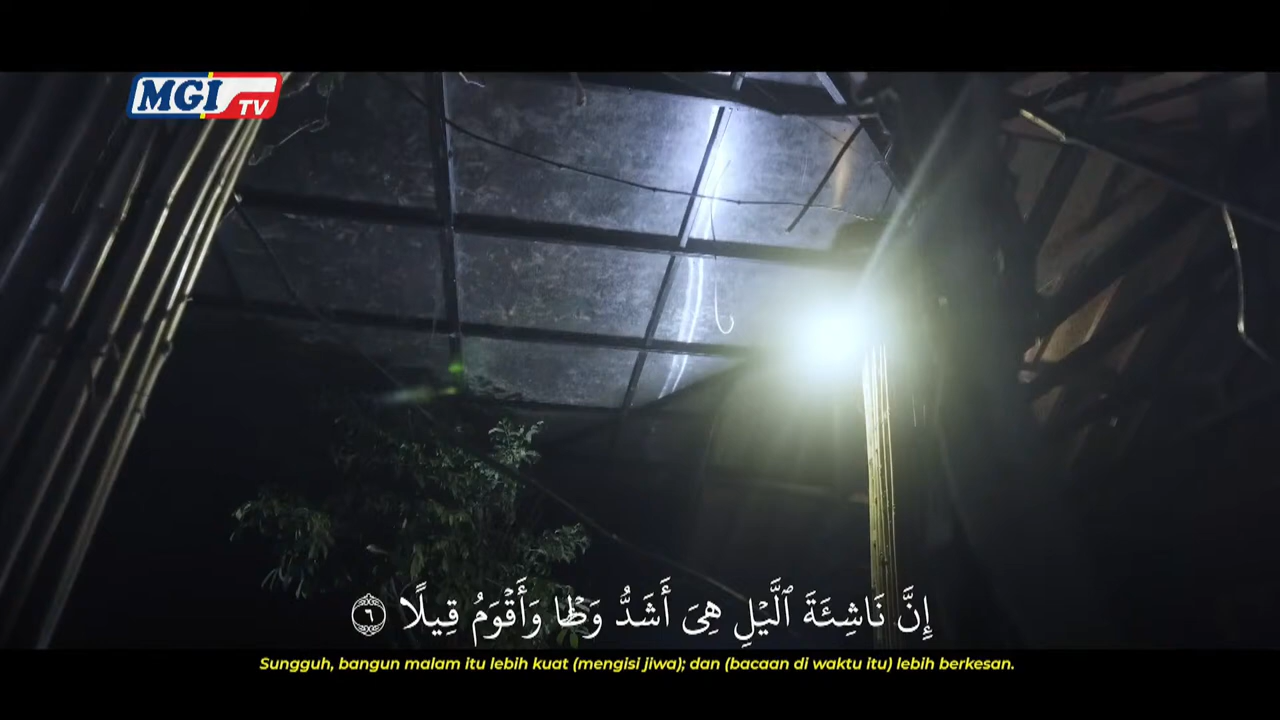 MGI TV
إِنَّ نَاشِئَةَ ٱلَّيْلِ هِىَ أَشَدُّ وَطْـًٔا وَأَقْوَمُ قِيلًا ٦
Sungguh, bangun malam itu lebih kuat (mengisi jiwa); dan (bacaan di waktu itu) lebih berkesan.